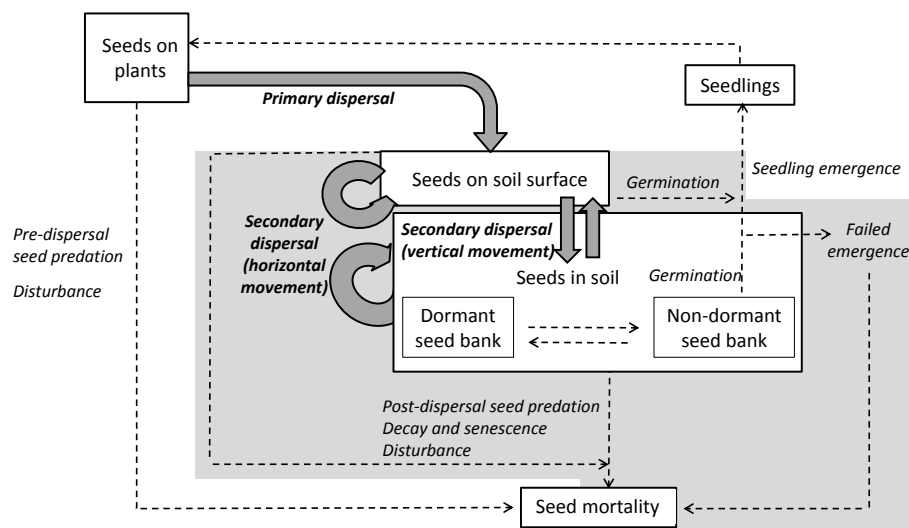 Seeds on
plants
Primary dispersal
Seedlings
Seeds on soil surface
Germination
Seedling emergence
Secondary
dispersal
(horizontal
movement)
Secondary dispersal
(vertical movement)
Seeds in soil
Germination
Failed
emergence
Pre-dispersal
seed predation
Disturbance
Dormant
seed bank
Non-dormant
seed bank
Post-dispersal seed predation
Decay and senescence
Disturbance
Seed mortality